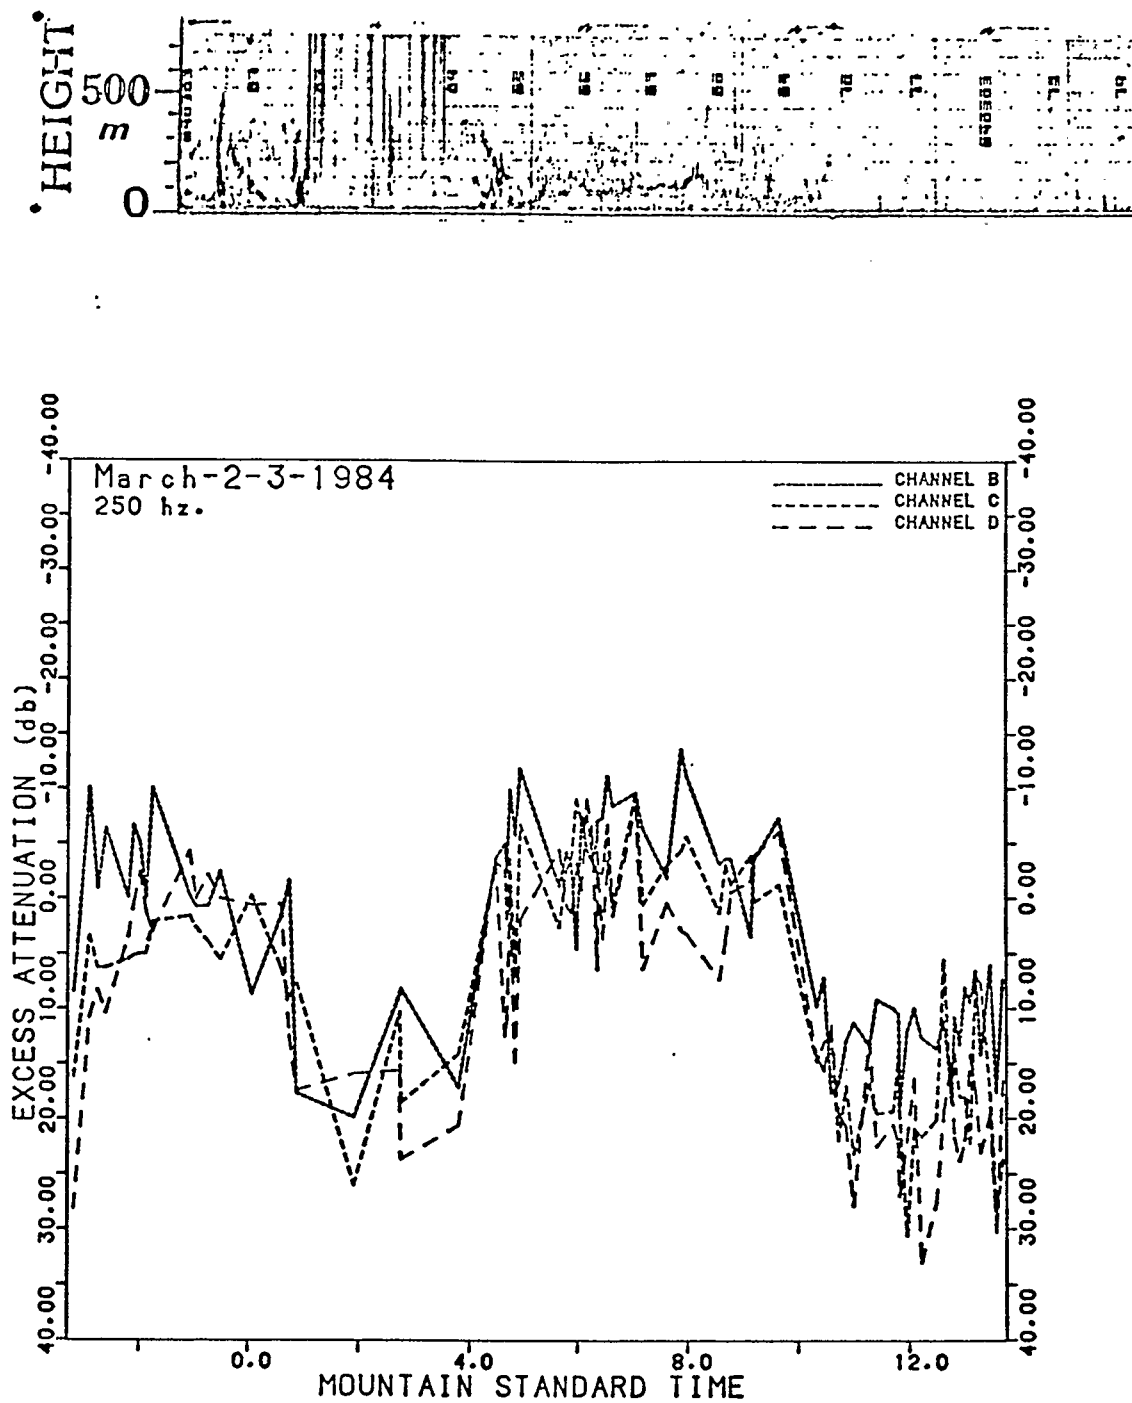 HEIGHT
500
m
0
March-2-3-1984
250 hz.
CHANNEL B
CHANNEL C
CHANNEL D
EXCESS ATTENUATION (db)
-40.00
-30.00
-20.00
-10.00
0.00
10.00
20.00
30.00
40.00
-40.00
-30.00
-20.00
-10.00
0.00
10.00
20.00
30.00
40.00
0.0 4.0 8.0 12.0
MOUNTAIN STANDARD TIME